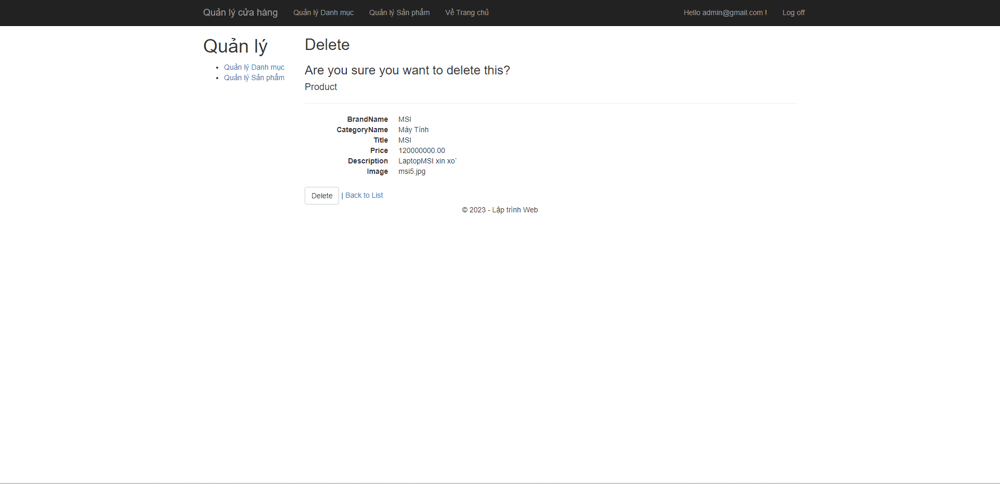 Quản lý cửa hàng Quản lý Danh mục Quản lý Sản phẩm Về Trang chủ Hello admin@gmail.com ! Log off
Quản lý
• Quản lý Danh mục
• Quản lý Sản phẩm
Delete
Are you sure you want to delete this?
Product
BrandName MSI
CategoryName Máy Tính
Title MSI
Price 120000000.00
Description LaptopMSI xin xo`
Image msi5.jpg
Delete | Back to List
© 2023 - Lập trình Web